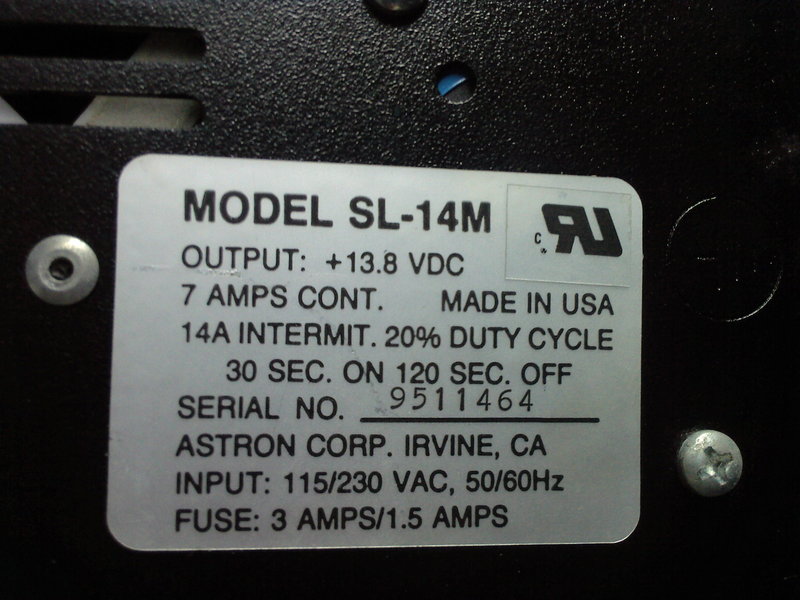 MODEL SL-14M
OUTPUT: +13.8 VDC
7 AMPS CONT. MADE IN USA
14A INTERMIT. 20% DUTY CYCLE
30 SEC. ON 120 SEC. OFF
SERIAL NO. 9511464
ASTRON CORP. IRVINE, CA
INPUT: 115/230 VAC, 50/60Hz
FUSE: 3 AMPS/1.5 AMPS